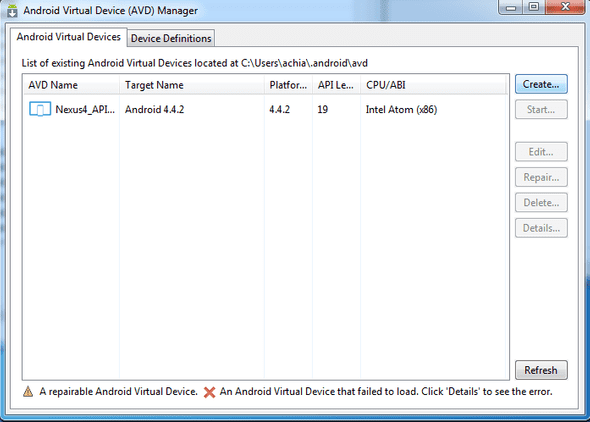 Android Virtual Device (AVD) Manager
Android Virtual Devices Device Definitions
List of existing Android Virtual Devices located at C:\Users\achia\.android\avd
AVD Name Target Name Platfor... API Le... CPU/ABI
Nexus4_API... Android 4.4.2 4.4.2 19 Intel Atom (x86)
Create...
Start...
Edit...
Repair...
Delete...
Details...
Refresh
A repairable Android Virtual Device. An Android Virtual Device that failed to load. Click 'Details' to see the error.